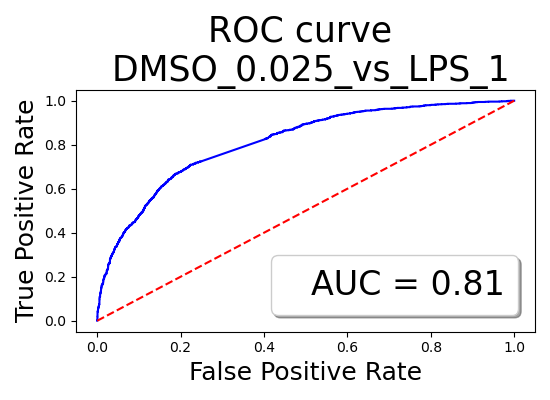 ROC curve
DMSO_0.025_vs_LPS_1
True Positive Rate
1.0
0.8
0.6
0.4
0.2
0.0
AUC = 0.81
0.0 0.2 0.4 0.6 0.8 1.0
False Positive Rate